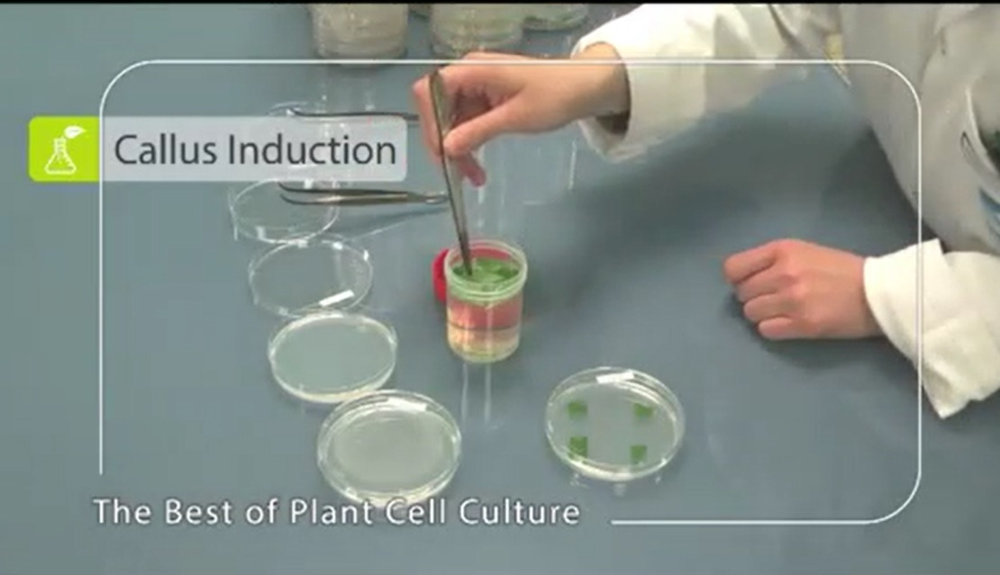 Callus Induction
The Best of Plant Cell Culture